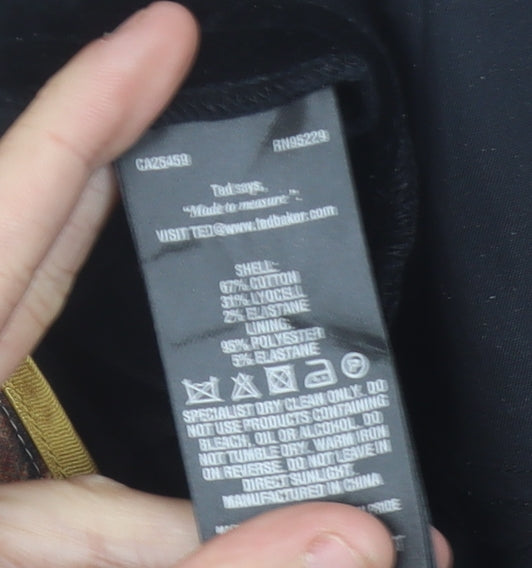 CA25459 RN95229
Ted says,
"Made to measure".
VISIT TED@www.tedbaker.com
SHELL:
67% COTTON
31% LYOCELL
2% ELASTANE
LINING:
95% POLYESTER
5% ELASTANE
SPECIALIST DRY CLEAN ONLY. DO
NOT USE PRODUCTS CONTAINING
BLEACH, OIL OR ALCOHOL. DO
NOT TUMBLE DRY. WARM IRON
ON REVERSE. DO NOT LEAVE IN
DIRECT SUNLIGHT.
MANUFACTURED IN CHINA
PRIDE